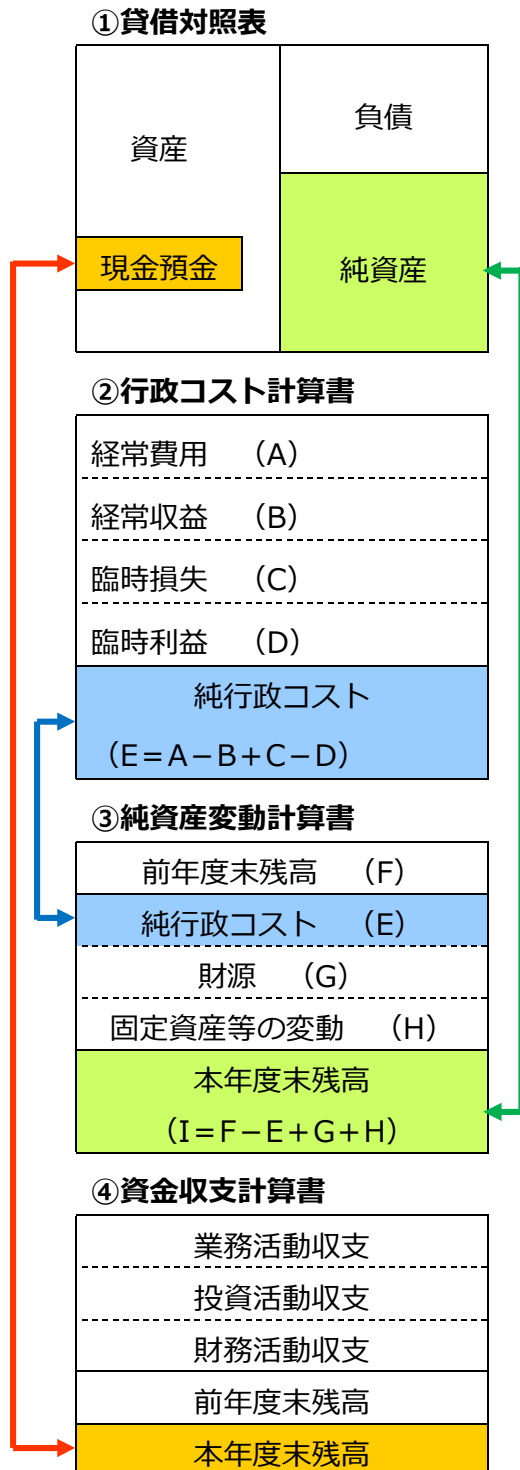 ①貸借対照表
資産
負債
現金預金
純資産
②行政コスト計算書
経常費用　（A）
経常収益　（B）
臨時損失　（C）
臨時利益　（D）
純行政コスト
（E＝A－B＋C－D）
③純資産変動計算書
前年度末残高　（F）
純行政コスト　（E）
財源　（G）
固定資産等の変動　（H）
本年度末残高
（I＝F－E＋G＋H）
④資金収支計算書
業務活動収支
投資活動収支
財務活動収支
前年度末残高
本年度末残高